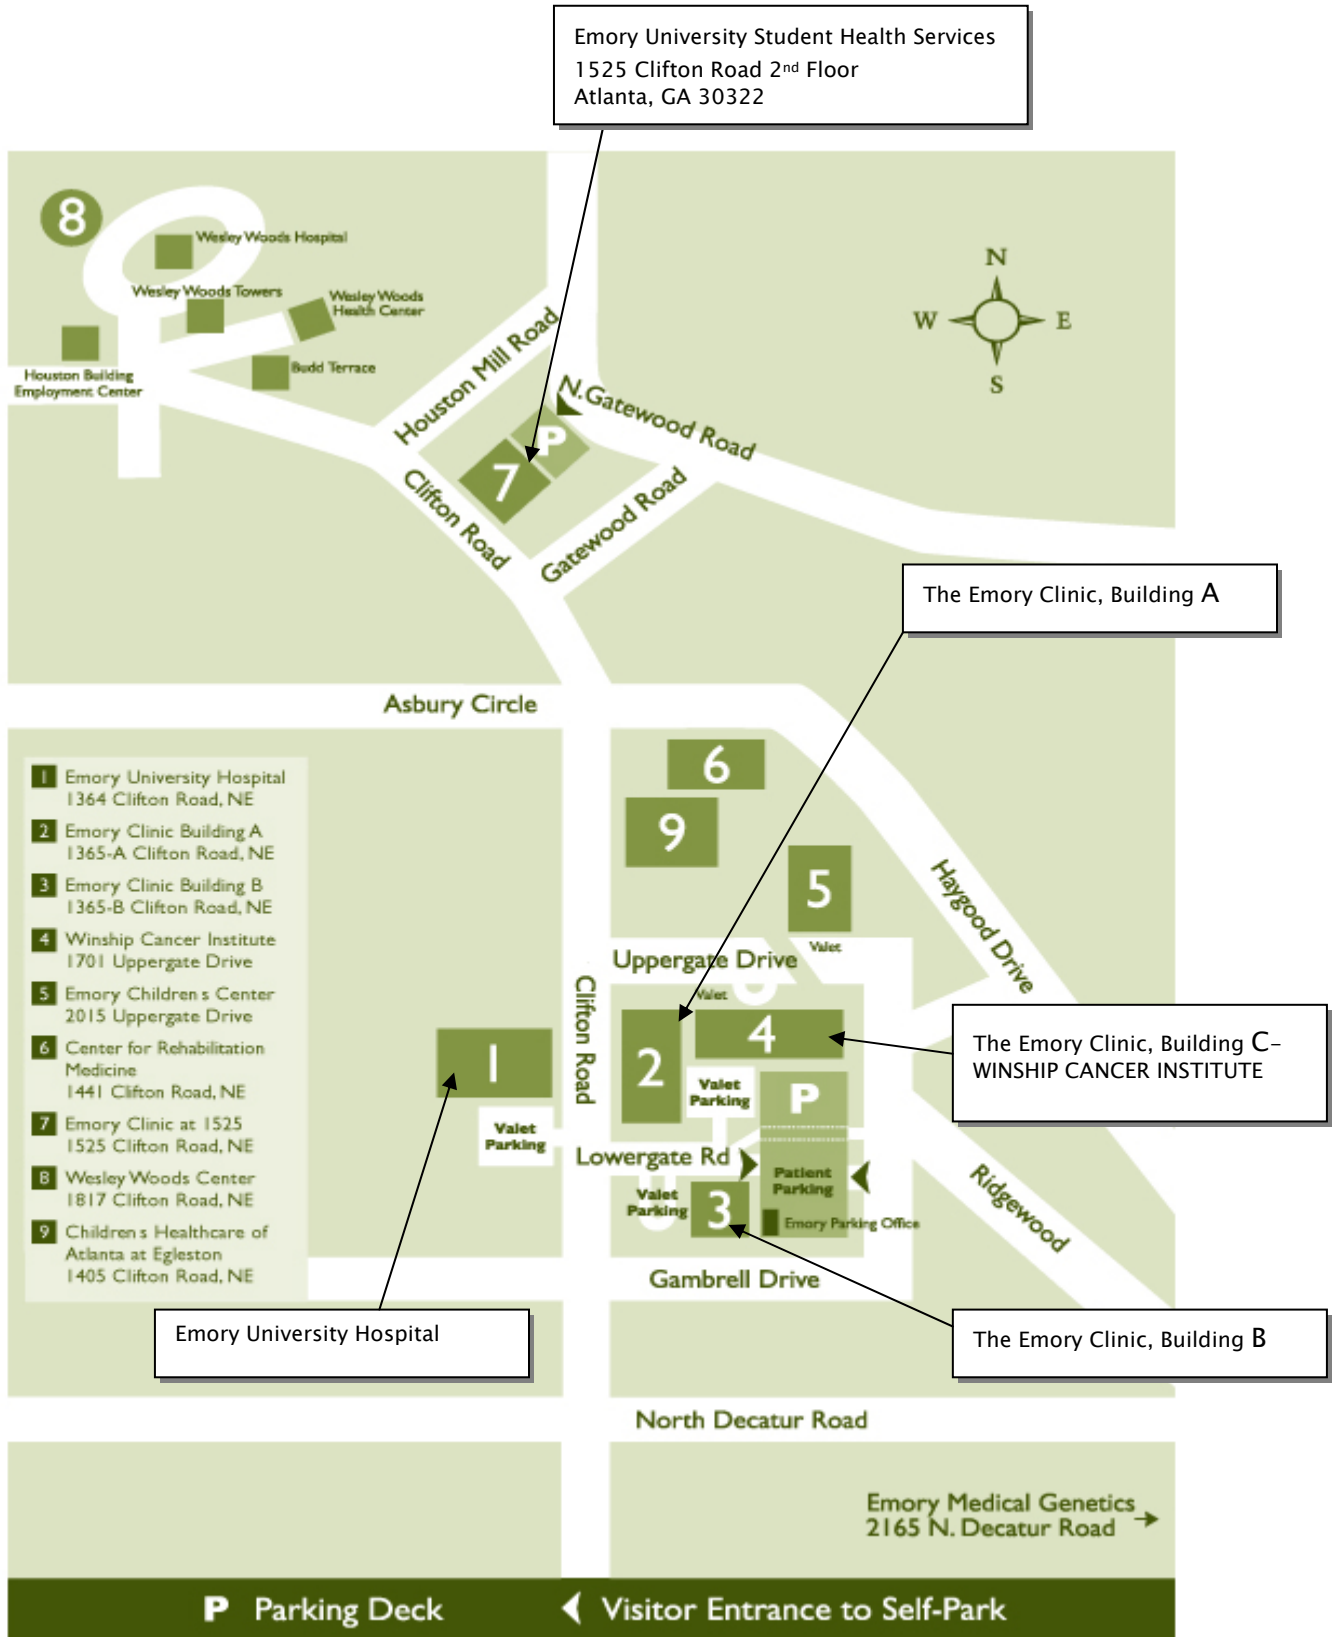 Emory University Student Health Services
1525 Clifton Road 2nd Floor
Atlanta, GA 30322
8
Wesley Woods Hospital
Wesley Woods Towers
Wesley Woods
Health Center
Houston Building
Employment Center
Budd Terrace
N
W
E
S
Houston Mill Road
N. Gatewood Road
P
7
Clifton Road
Gatewood Road
The Emory Clinic, Building A
Asbury Circle
1 Emory University Hospital
1364 Clifton Road, NE
2 Emory Clinic Building A
1365-A Clifton Road, NE
3 Emory Clinic Building B
1365-B Clifton Road, NE
4 Winship Cancer Institute
1701 Uppergate Drive
5 Emory Children s Center
2015 Uppergate Drive
6 Center for Rehabilitation
Medicine
1441 Clifton Road, NE
7 Emory Clinic at 1525
1525 Clifton Road, NE
8 Wesley Woods Center
1817 Clifton Road, NE
9 Children s Healthcare of
Atlanta at Egleston
1405 Clifton Road, NE
6
9
5
Valet
Haygood Drive
Uppergate Drive
Valet
Clifton Road
1
2
4
Valet
Parking
P
Valet
Parking
Lowergate Rd
Patient
Parking
Valet
Parking
3
Emory Parking Office
Ridgewood
Gambrell Drive
The Emory Clinic, Building C-
WINSHIP CANCER INSTITUTE
Emory University Hospital
The Emory Clinic, Building B
North Decatur Road
Emory Medical Genetics
2165 N. Decatur Road
P Parking Deck
Visitor Entrance to Self-Park